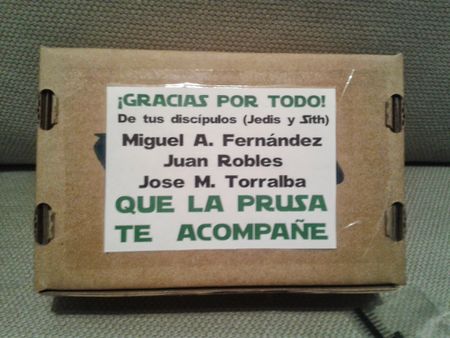 ¡GRACIAS POR TODO!
De tus discípulos (Jedis y Sith)
Miguel A. Fernández
Juan Robles
Jose M. Torralba
QUE LA PRUSA
TE ACOMPAÑE